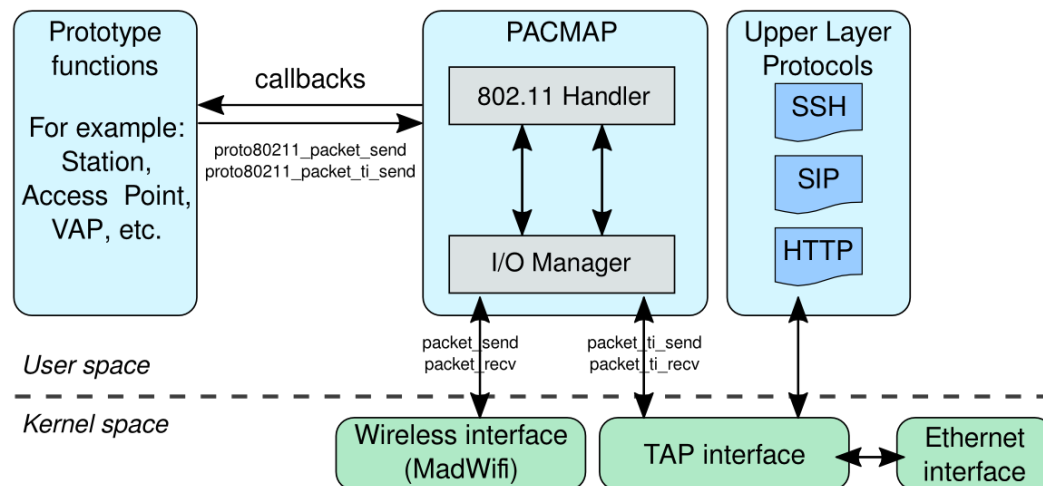 Prototype
functions
For example:
Station,
Access Point,
VAP, etc.
callbacks
proto80211_packet_send
proto80211_packet_ti_send
PACMAP
802.11 Handler
I/O Manager
Upper Layer
Protocols
SSH
SIP
HTTP
packet_send
packet_recv
packet_ti_send
packet_ti_recv
User space
Kernel space
Wireless interface
(MadWifi)
TAP interface
Ethernet
interface